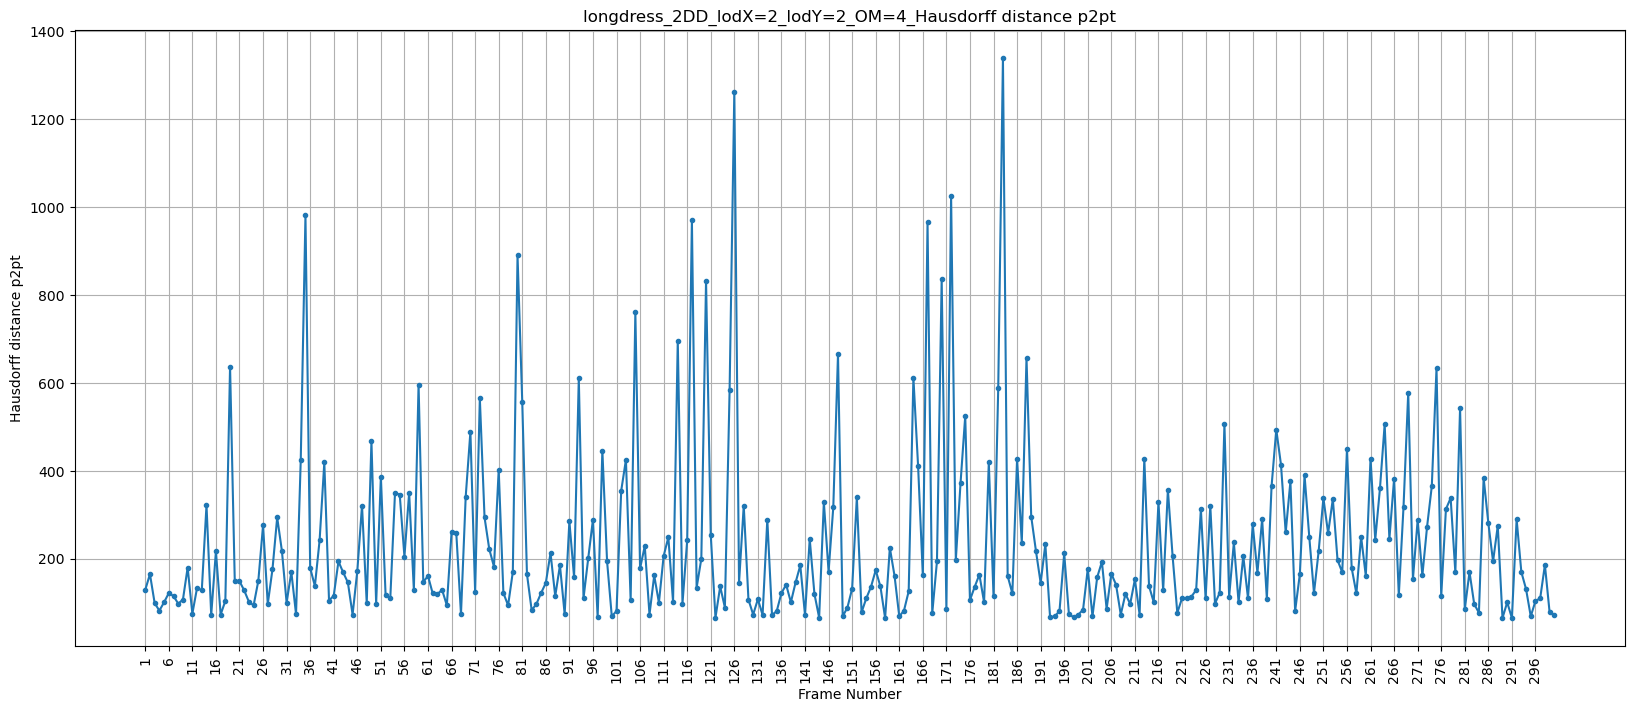 longdress_2DD_lodX=2_lodY=2_OM=4_Hausdorff distance p2pt
1400
1200
1000
800
600
400
200
Hausdorff distance p2pt
1 6 11 16 21 26 31 36 41 46 51 56 61 66 71 76 81 86 91 96 101 106 111 116 121 126 131 136 141 146 151 156 161 166 171 176 181 186 191 196 201 206 211 216 221 226 231 236 241 246 251 256 261 266 271 276 281 286 291 296
Frame Number